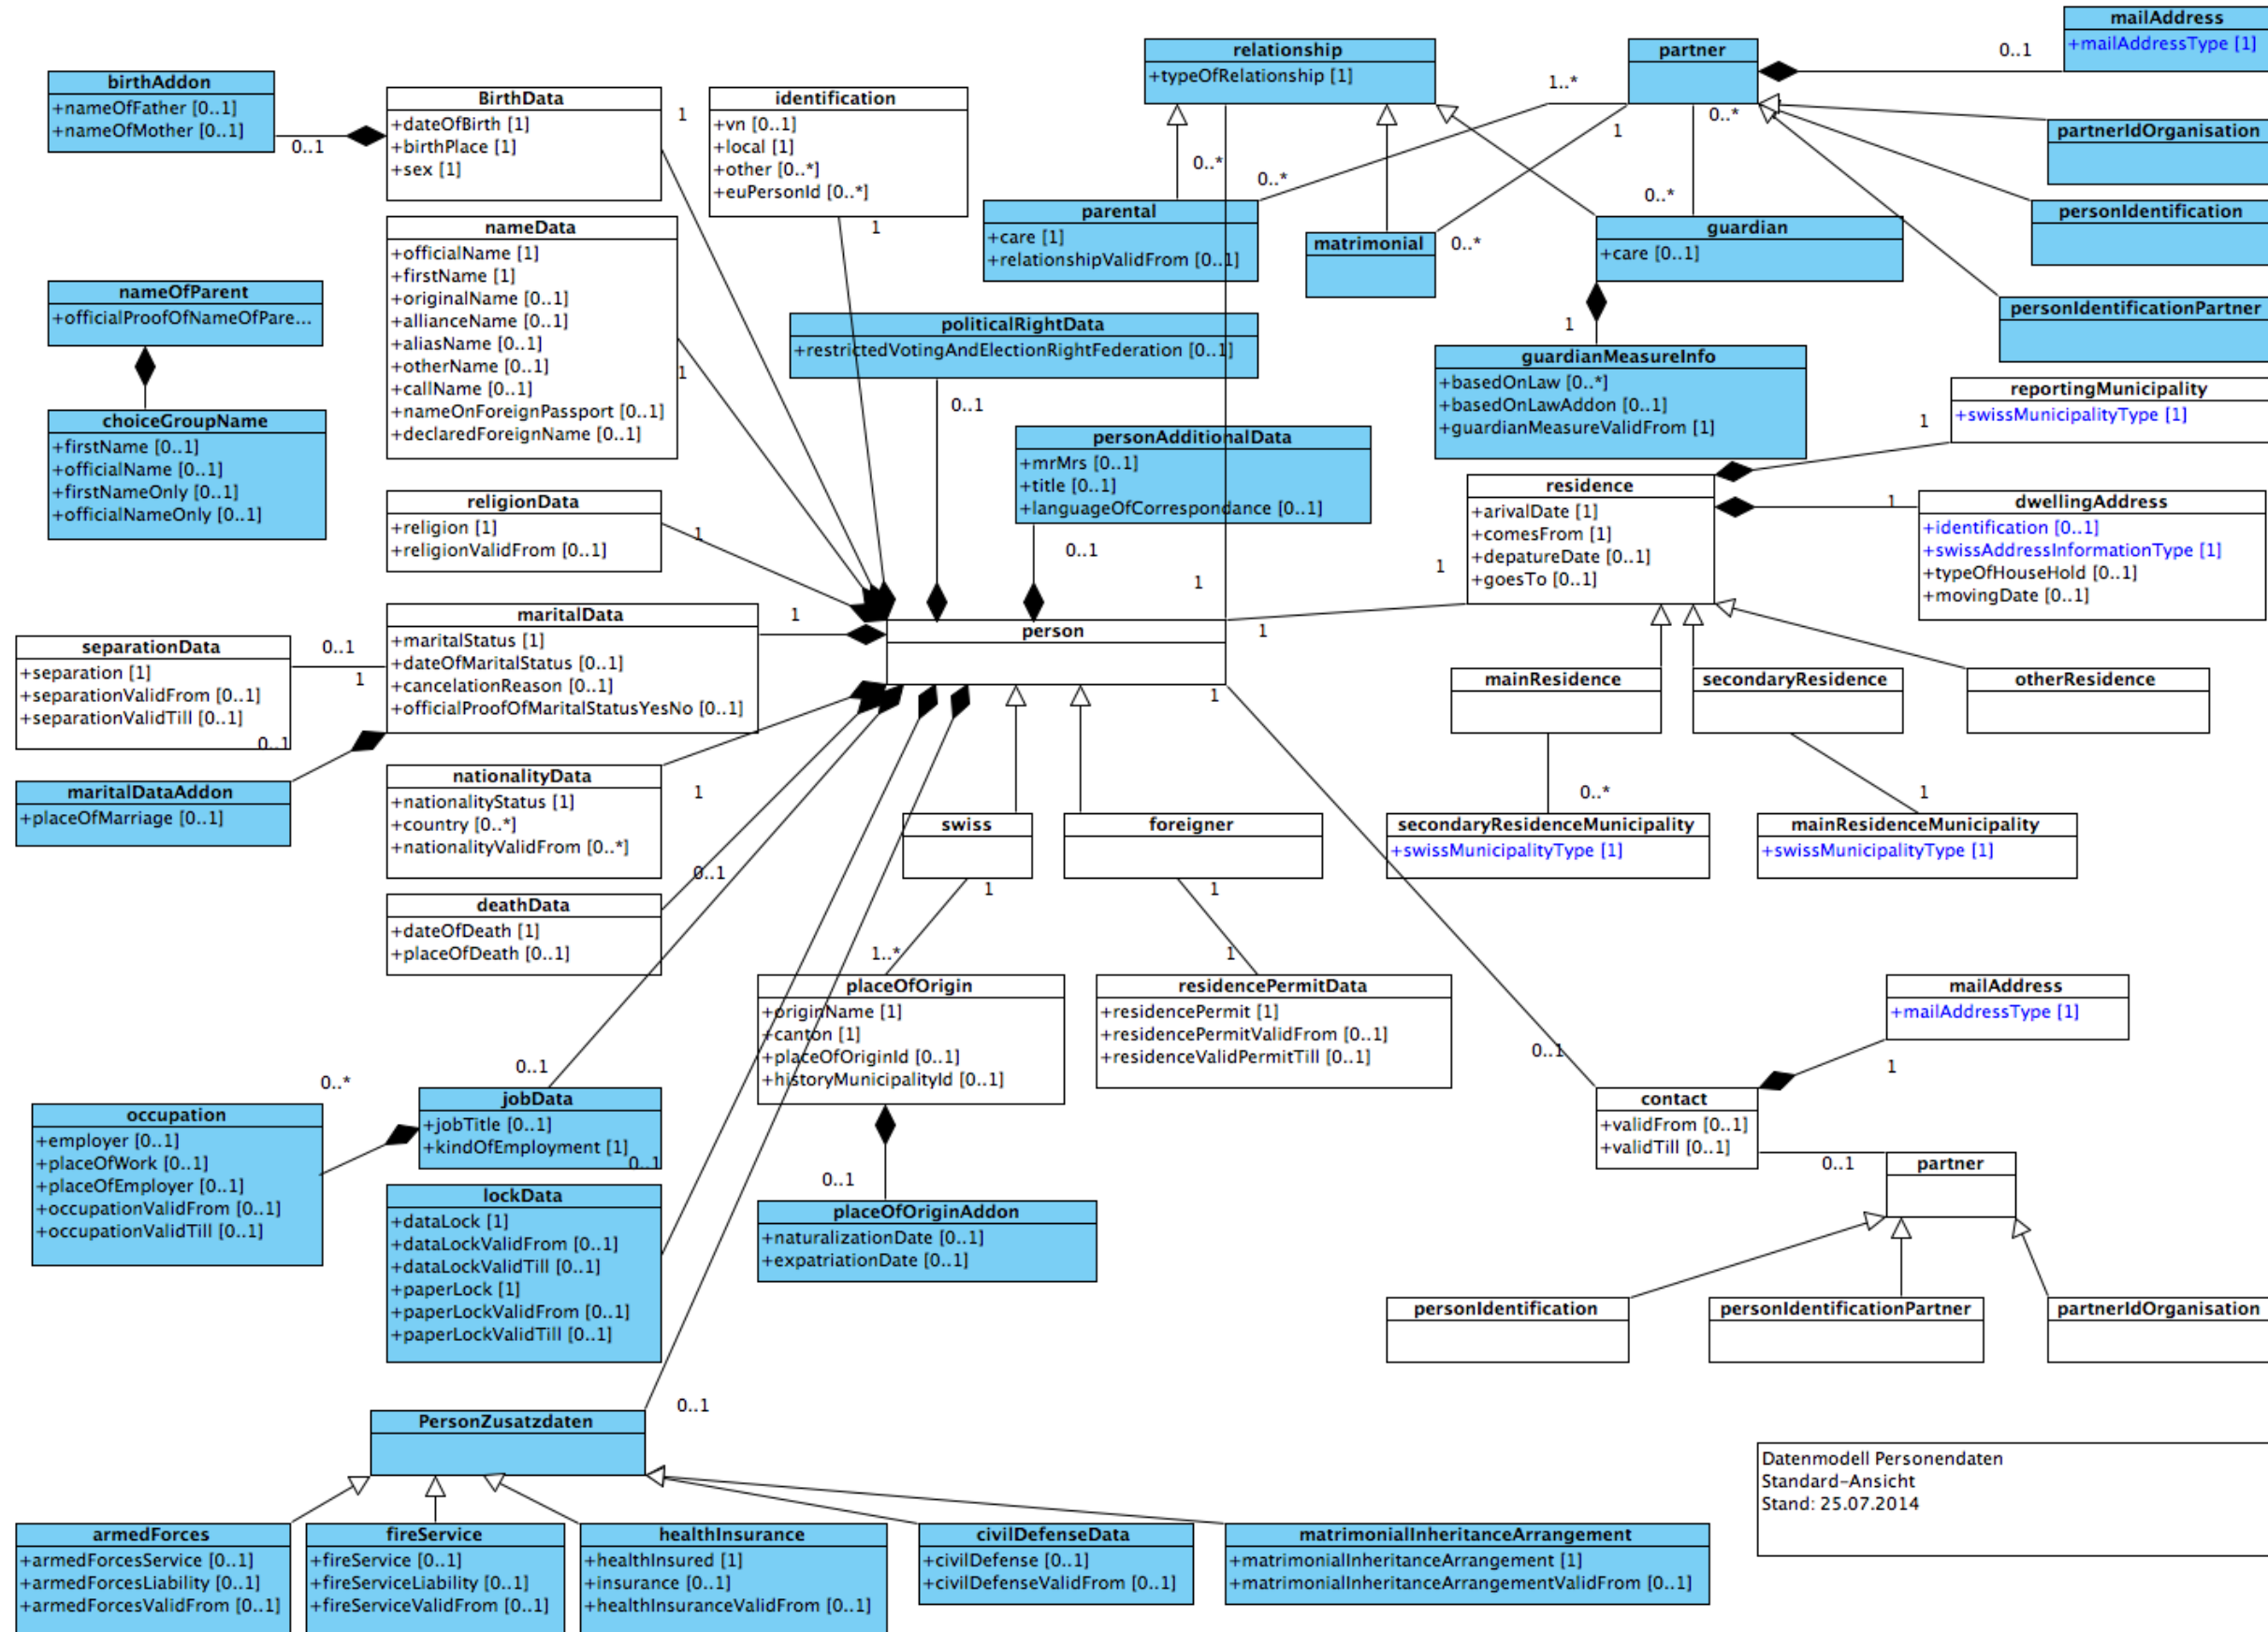 mailAddress
+mailAddressType [1]
0..1
relationship
+typeOfRelationship [1]
partner
1..*
1
0..*
birthAddon
+nameOfFather [0..1]
+nameOfMother [0..1]
0..1
BirthData
+dateOfBirth [1]
+birthPlace [1]
+sex [1]
1
identification
+vn [0..1]
+local [1]
+other [0..*]
+euPersonId [0..*]
1
partnerIdOrganisation
personIdentification
personIdentificationPartner
0..*
0..*
parental
+care [1]
+relationshipValidFrom [0..1]
matrimonial
0..*
0..*
guardian
+care [0..1]
1
nameData
+officialName [1]
+firstName [1]
+originalName [0..1]
+allianceName [0..1]
+aliasName [0..1]
+otherName [0..1]
+callName [0..1]
+nameOnForeignPassport [0..1]
+declaredForeignName [0..1]
1
nameOfParent
+officialProofOfNameOfPare...
choiceGroupName
+firstName [0..1]
+officialName [0..1]
+firstNameOnly [0..1]
+officialNameOnly [0..1]
politicalRightData
+restrictedVotingAndElectionRightFederation [0..1]
0..1
guardianMeasureInfo
+basedOnLaw [0..*]
+basedOnLawAddon [0..1]
+guardianMeasureValidFrom [1]
reportingMunicipality
+swissMunicipalityType [1]
1
personAdditionalData
+mrMrs [0..1]
+title [0..1]
+languageOfCorrespondance [0..1]
0..1
religionData
+religion [1]
+religionValidFrom [0..1]
1
residence
+arivalDate [1]
+comesFrom [1]
+depatureDate [0..1]
+goesTo [0..1]
1
dwellingAddress
+identification [0..1]
+swissAddressInformationType [1]
+typeOfHouseHold [0..1]
+movingDate [0..1]
1
1
1
person
1
maritalData
+maritalStatus [1]
+dateOfMaritalStatus [0..1]
+cancelationReason [0..1]
+officialProofOfMaritalStatusYesNo [0..1]
1
separationData
+separation [1]
+separationValidFrom [0..1]
+separationValidTill [0..1]
0..1
1
0..1
maritalDataAddon
+placeOfMarriage [0..1]
mainResidence
secondaryResidence
otherResidence
1
nationalityData
+nationalityStatus [1]
+country [0..*]
+nationalityValidFrom [0..*]
1
0..*
1
swiss
foreigner
secondaryResidenceMunicipality
+swissMunicipalityType [1]
mainResidenceMunicipality
+swissMunicipalityType [1]
0..1
1
1
deathData
+dateOfDeath [1]
+placeOfDeath [0..1]
1..*
1
placeOfOrigin
+originName [1]
+canton [1]
+placeOfOriginId [0..1]
+historyMunicipalityId [0..1]
residencePermitData
+residencePermit [1]
+residencePermitValidFrom [0..1]
+residenceValidPermitTill [0..1]
mailAddress
+mailAddressType [1]
1
0..1
0..1
0..*
occupation
+employer [0..1]
+placeOfWork [0..1]
+placeOfEmployer [0..1]
+occupationValidFrom [0..1]
+occupationValidTill [0..1]
jobData
+jobTitle [0..1]
+kindOfEmployment [1]
0..1
contact
+validFrom [0..1]
+validTill [0..1]
0..1
partner
lockData
+dataLock [1]
+dataLockValidFrom [0..1]
+dataLockValidTill [0..1]
+paperLock [1]
+paperLockValidFrom [0..1]
+paperLockValidTill [0..1]
0..1
placeOfOriginAddon
+naturalizationDate [0..1]
+expatriationDate [0..1]
personIdentification
personIdentificationPartner
partnerIdOrganisation
0..1
PersonZusatzdaten
Datenmodell Personendaten
Standard-Ansicht
Stand: 25.07.2014
armedForces
+armedForcesService [0..1]
+armedForcesLiability [0..1]
+armedForcesValidFrom [0..1]
fireService
+fireService [0..1]
+fireServiceLiability [0..1]
+fireServiceValidFrom [0..1]
healthInsurance
+healthInsured [1]
+insurance [0..1]
+healthInsuranceValidFrom [0..1]
civilDefenseData
+civilDefense [0..1]
+civilDefenseValidFrom [0..1]
matrimonialInheritanceArrangement
+matrimonialInheritanceArrangement [1]
+matrimonialInheritanceArrangementValidFrom [0..1]